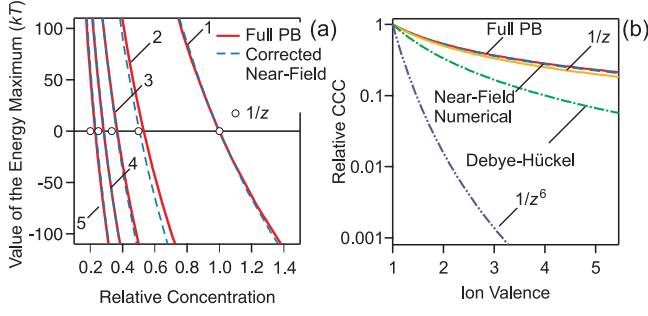 Value of the Energy Maximum (kT)
100
50
0
-50
-100
0.2 0.4 0.6 0.8 1.0 1.2 1.4
Relative Concentration
(a)
Full PB
Corrected
Near-Field
1/z
1
2
3
4
5
(b)
Relative CCC
1
0.1
0.01
0.001
1 2 3 4 5
Ion Valence
Full PB
1/z
Near-Field
Numerical
Debye-Hückel
1/z⁶